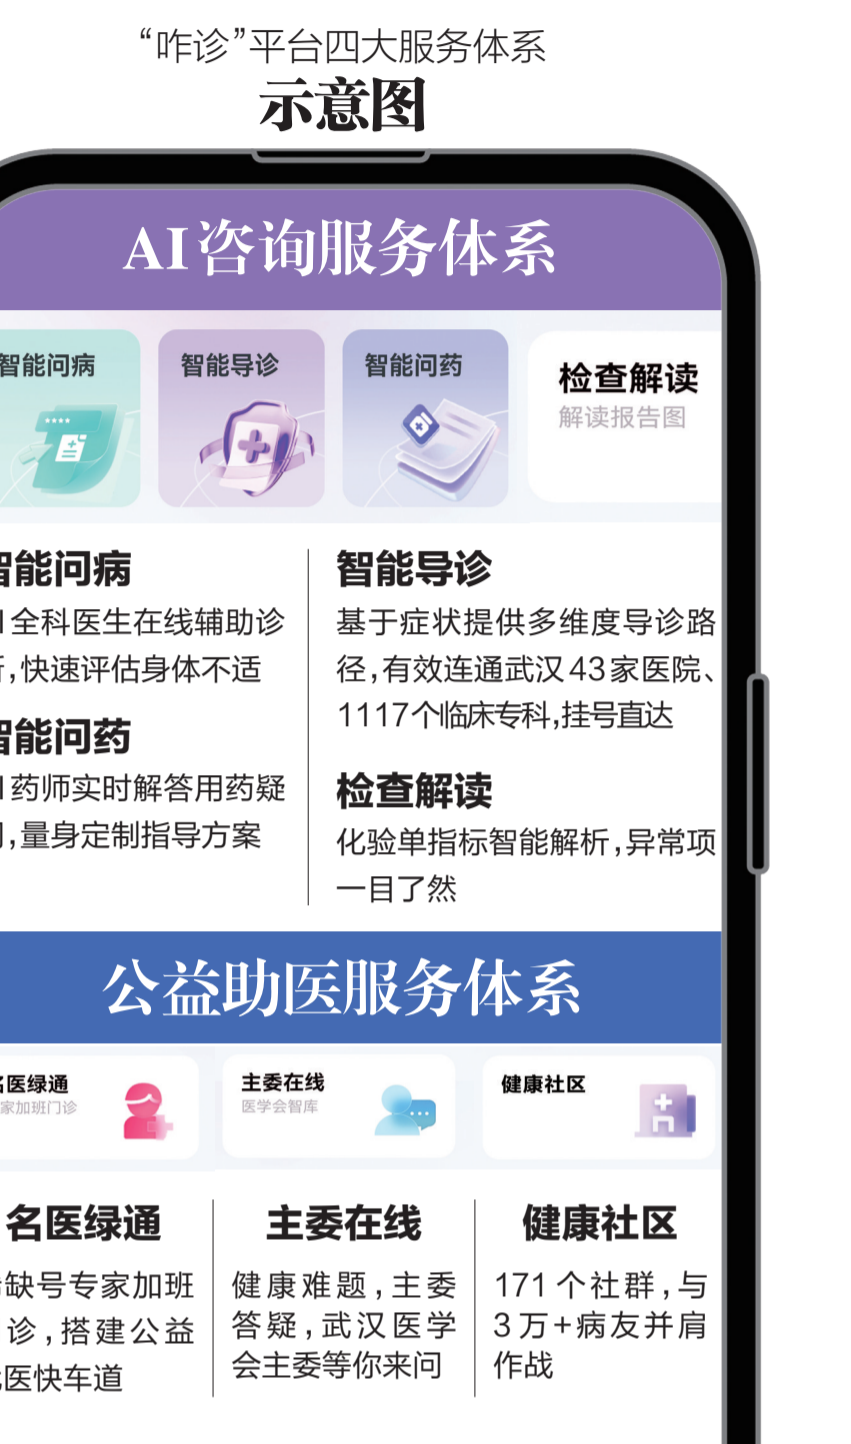 “咋诊”平台四大服务体系
示意图
AI咨询服务体系
智能问病
智能导诊
智能问药
检查解读
解读报告图
智能问病
全科医生在线辅助诊
,快速评估身体不适
智能问药
药师实时解答用药疑
,量身定制指导方案
智能导诊
基于症状提供多维度导诊路
径,有效连通武汉43家医院、
1117个临床专科,挂号直达
检查解读
化验单指标智能解析,异常项
一目了然
公益助医服务体系
名医绿通
家加班门诊
主委在线
医学会智库
健康社区
名医绿通
缺号专家加班
诊,搭建公益
医快车道
主委在线
健康难题,主委
答疑,武汉医学
会主委等你来问
健康社区
171个社群,与
3万+病友并肩
作战